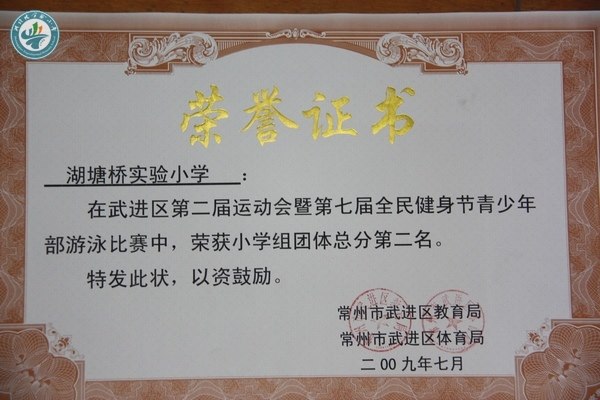 荣誉证书
湖塘桥实验小学：
在武进区第二届运动会暨第七届全民健身节青少年
部游泳比赛中，荣获小学组团体总分第二名。
特发此状，以资鼓励。
常州市武进区教育局
常州市武进区体育局
二00九年七月